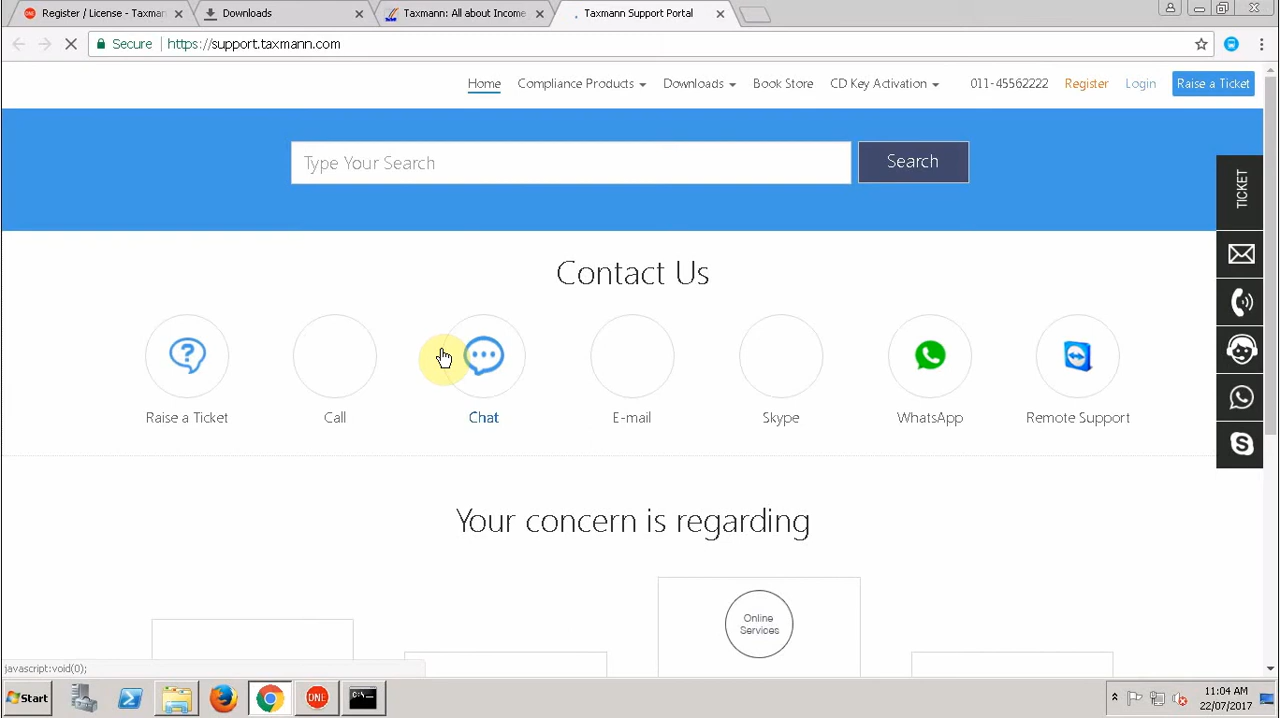 Register / License - Taxman
Downloads
Taxmann: All about Income
Taxmann Support Portal
Secure
https://support.taxmann.com
Home
Compliance Products
Downloads
Book Store
CD Key Activation
011-45562222
Register
Login
Raise a Ticket
Type Your Search
Search
TICKET
Contact Us
Raise a Ticket
Call
Chat
E-mail
Skype
WhatsApp
Remote Support
Your concern is regarding
Online
Services
javascript:void(0);
Start
ONE
C:\-
11:04 AM
22/07/2017